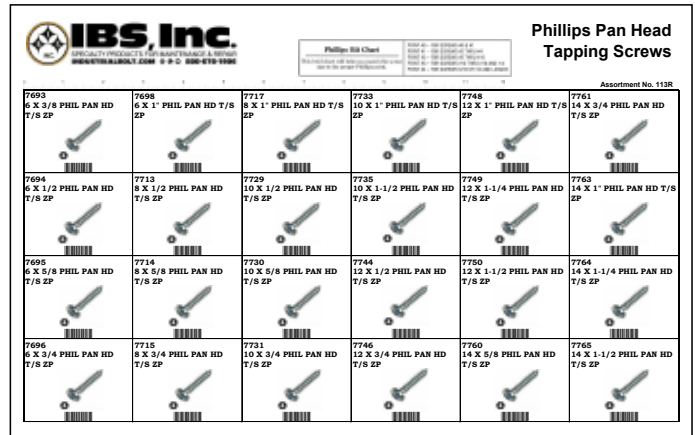 IBS, Inc.
SPECIALTY PRODUCTS FOR MAINTENANCE & REPAIR
INDUSTRIALBOLT.COM
Phillips Pan Head
Tapping Screws
Phillips Bit Chart
Assortment No. 113R
7693
6 X 3/8 PHIL PAN HD
T/S ZP
7698
6 X 1" PHIL PAN HD T/S
ZP
7717
8 X 1" PHIL PAN HD T/S
ZP
7733
10 X 1" PHIL PAN HD T/S
ZP
7748
12 X 1" PHIL PAN HD T/S
ZP
7761
14 X 3/4 PHIL PAN HD
T/S ZP
7694
6 X 1/2 PHIL PAN HD
T/S ZP
7713
8 X 1/2 PHIL PAN HD
T/S ZP
7729
10 X 1/2 PHIL PAN HD
T/S ZP
7735
10 X 1-1/2 PHIL PAN HD
T/S ZP
7749
12 X 1-1/4 PHIL PAN HD
T/S ZP
7763
14 X 1" PHIL PAN HD T/S
ZP
7695
6 X 5/8 PHIL PAN HD
T/S ZP
7714
8 X 5/8 PHIL PAN HD
T/S ZP
7730
10 X 5/8 PHIL PAN HD
T/S ZP
7744
12 X 1/2 PHIL PAN HD
T/S ZP
7750
12 X 1-1/2 PHIL PAN HD
T/S ZP
7764
14 X 1-1/4 PHIL PAN HD
T/S ZP
7696
6 X 3/4 PHIL PAN HD
T/S ZP
7715
8 X 3/4 PHIL PAN HD
T/S ZP
7731
10 X 3/4 PHIL PAN HD
T/S ZP
7746
12 X 3/4 PHIL PAN HD
T/S ZP
7760
14 X 5/8 PHIL PAN HD
T/S ZP
7765
14 X 1-1/2 PHIL PAN HD
T/S ZP